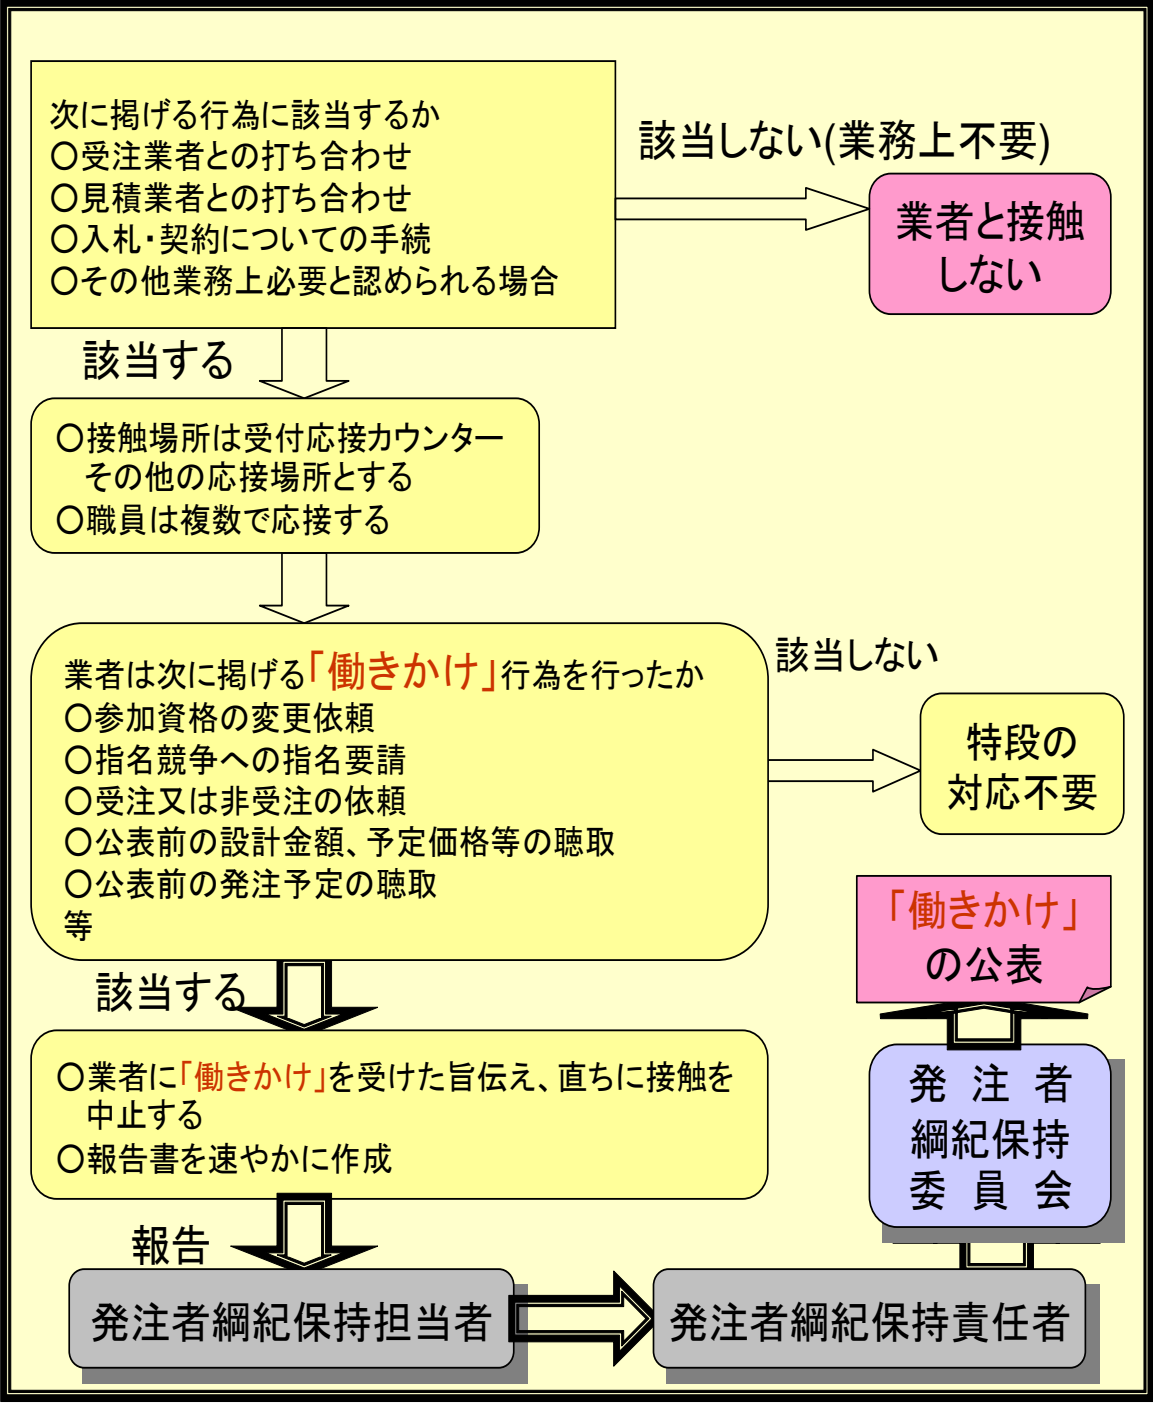 次に掲げる行為に該当するか
〇受注業者との打ち合わせ
〇見積業者との打ち合わせ
〇入札・契約についての手続
〇その他業務上必要と認められる場合
該当しない(業務上不要)
業者と接触
しない
該当する
〇接触場所は受付応接カウンター
その他の応接場所とする
〇職員は複数で応接する
業者は次に掲げる「働きかけ」行為を行ったか
〇参加資格の変更依頼
〇指名競争への指名要請
〇受注又は非受注の依頼
〇公表前の設計金額、予定価格等の聴取
〇公表前の発注予定の聴取
等
該当しない
特段の
対応不要
該当する
〇業者に「働きかけ」を受けた旨伝え、直ちに接触を
中止する
〇報告書を速やかに作成
報告
発注者綱紀保持担当者
発注者綱紀保持責任者
発 注 者
綱紀保持
委 員 会
「働きかけ」
の公表